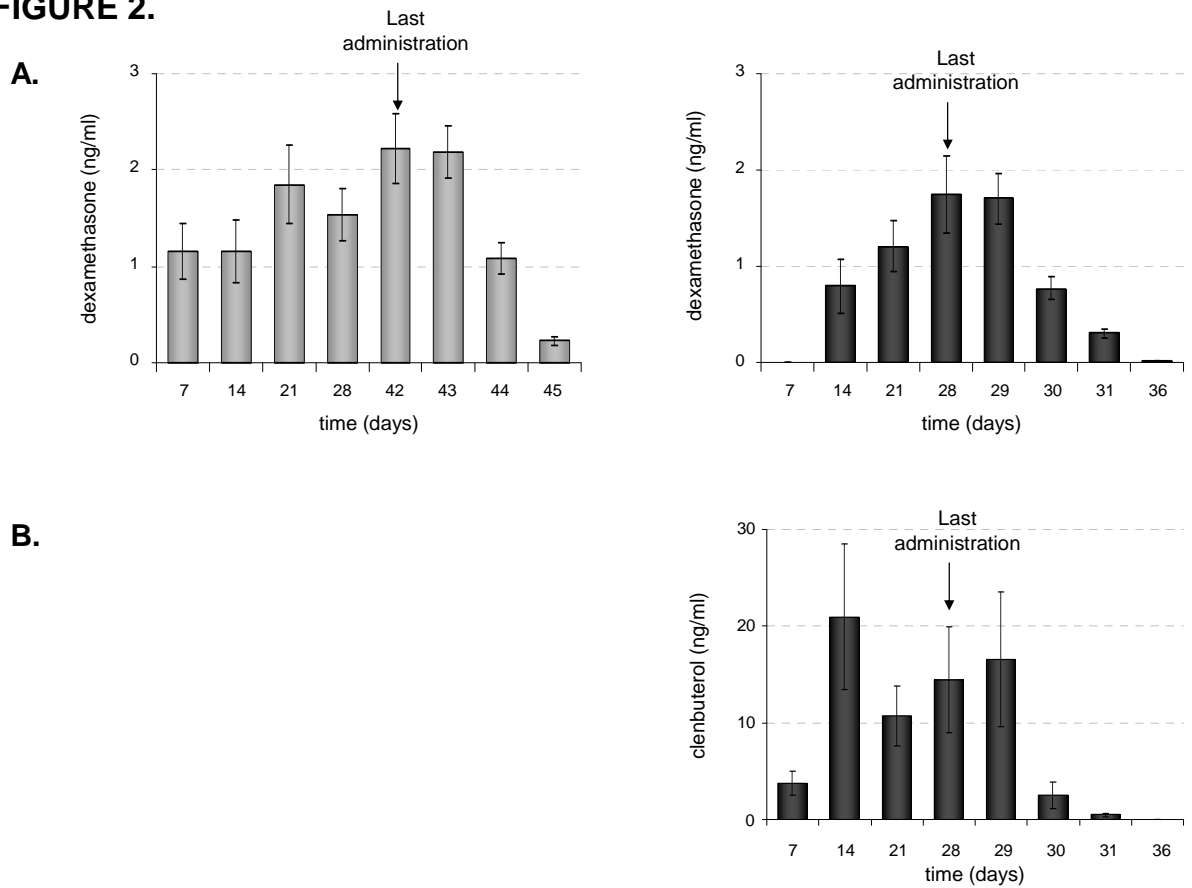 FIGURE 2.
A.
Last
administration
3
2
1
0
dexamethasone (ng/ml)
7 14 21 28 42 43 44 45
time (days)
Last
administration
3
2
1
0
dexamethasone (ng/ml)
7 14 21 28 29 30 31 36
time (days)
B.
Last
administration
30
20
10
0
clenbuterol (ng/ml)
7 14 21 28 29 30 31 36
time (days)